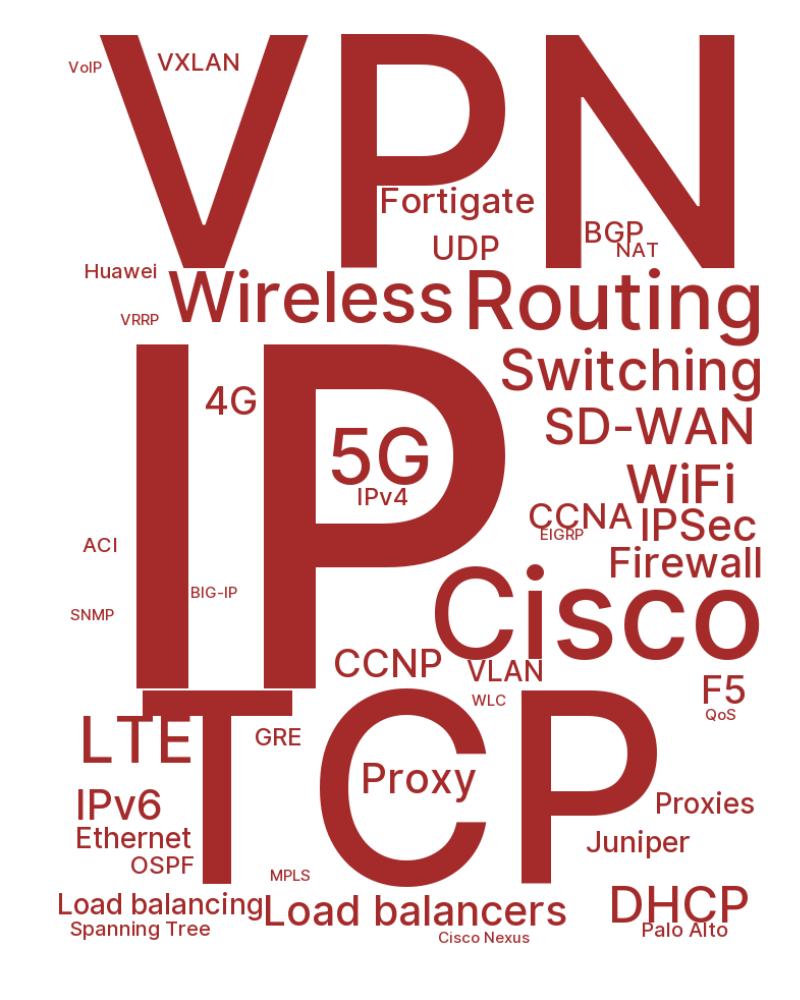 VPN
VoIP
VXLAN
Fortigate
UDP
BGP
NAT
Huawei
Wireless
Routing
VRRP
IP
Switching
4G
5G
SD-WAN
IPv4
WiFi
CCNA
IPSec
EIGRP
ACI
Firewall
BIG-IP
SNMP
Cisco
CCNP
VLAN
F5
WLC
QoS
TCP
LTE
GRE
Proxy
IPv6
Proxies
Ethernet
Juniper
OSPF
MPLS
Load balancing
Load balancers
DHCP
Spanning Tree
Cisco Nexus
Palo Alto